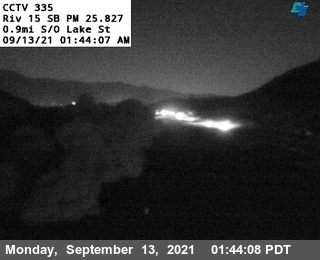 CCTV 335
Riv 15 SB PM 25.827
0.9mi S/O Lake St
09/13/21 01:44:07 AM
Monday, September 13, 2021 01:44:08 PDT